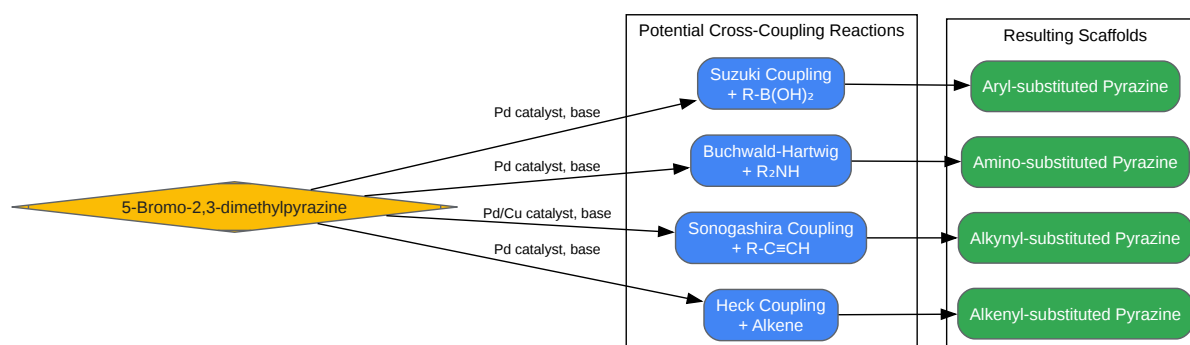 Potential Cross-Coupling Reactions
Resulting Scaffolds
Suzuki Coupling
+ R-B(OH)₂
Aryl-substituted Pyrazine
Pd catalyst, base
Buchwald-Hartwig
+ R₂NH
Amino-substituted Pyrazine
Pd catalyst, base
5-Bromo-2,3-dimethylpyrazine
Pd/Cu catalyst, base
Sonogashira Coupling
+ R-C≡CH
Alkynyl-substituted Pyrazine
Pd catalyst, base
Heck Coupling
+ Alkene
Alkenyl-substituted Pyrazine